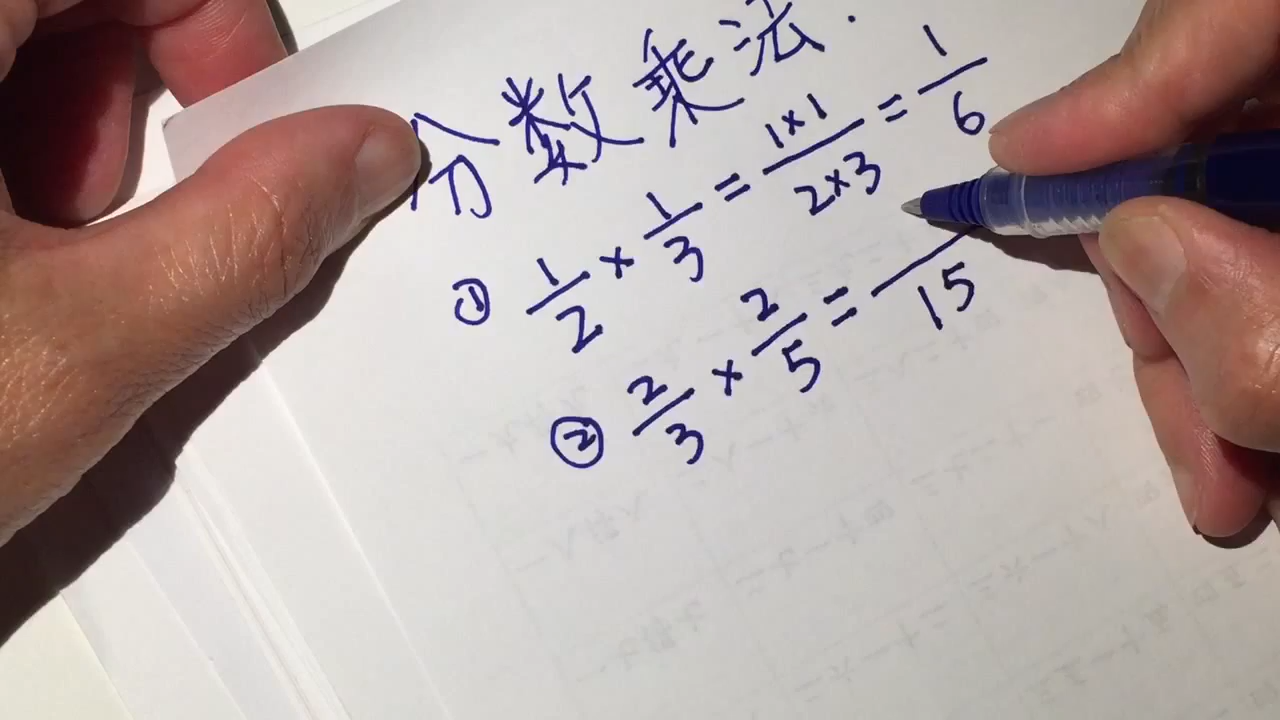 分数乘法.
① 1/2 × 1/3 = 1×1/2×3 = 1/6
② 2/3 × 2/5 = /15